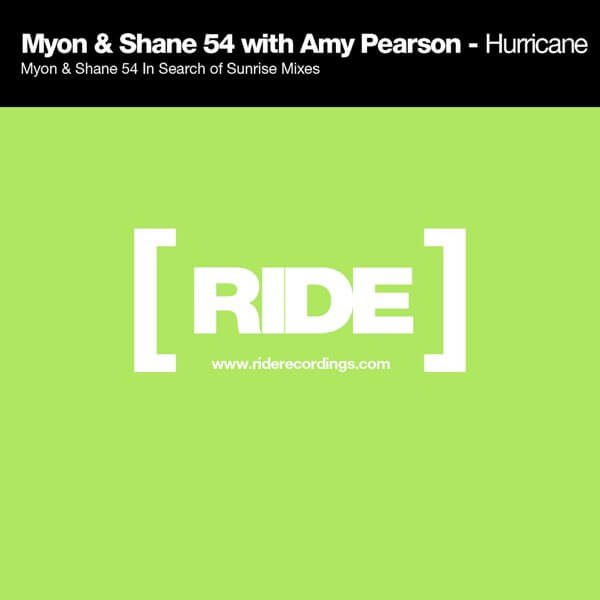 Myon & Shane 54 with Amy Pearson - Hurricane
Myon & Shane 54 In Search of Sunrise Mixes
[RIDE]
www.riderecordings.com